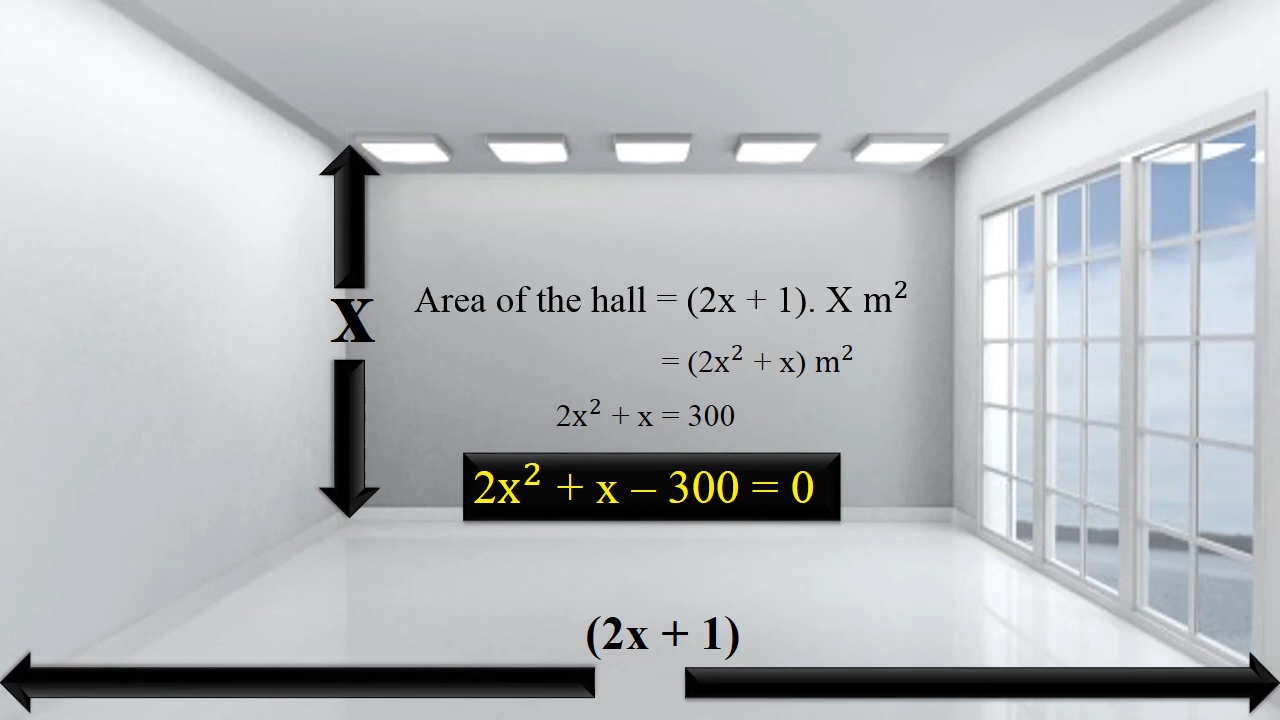 x
Area of the hall = (2x + 1). X m²
= (2x² + x) m²
2x² + x = 300
2x² + x – 300 = 0
(2x + 1)